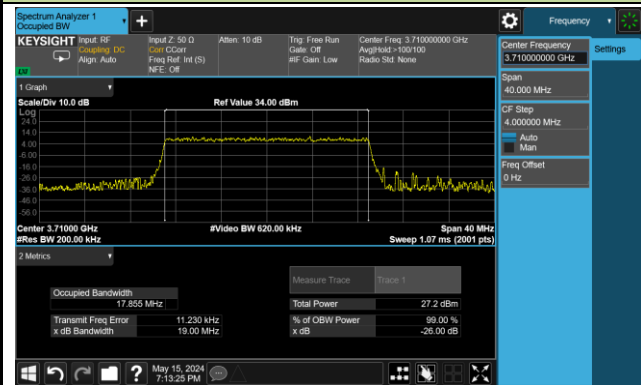 Spectrum Analyzer 1
Occupied BW
Frequency
KEYSIGHT Input: RF Input Z: 50 Ω Atten: 10 dB Trig: Free Run Center Freq: 3.710000000 GHz
Coupling: DC Corr CCorr Gate: Off Avg|Hold:>100/100
Align: Auto Freq Ref: Int (S) #IF Gain: Low Radio Std: None
NFE: Off
Center Frequency
3.710000000 GHz
Settings
Span
40.000 MHz
CF Step
4.000000 MHz
Auto
Man
Freq Offset
0 Hz
1 Graph
Scale/Div 10.0 dB Ref Value 34.00 dBm
Log
24.0
14.0
4.00
-6.00
-16.0
-26.0
-36.0
-46.0
-56.0
Center 3.71000 GHz #Video BW 620.00 kHz Span 40 MHz
#Res BW 200.00 kHz Sweep 1.07 ms (2001 pts)
2 Metrics
Measure Trace Trace 1
Occupied Bandwidth
17.855 MHz Total Power 27.2 dBm
Transmit Freq Error 11.230 kHz % of OBW Power 99.00 %
x dB Bandwidth 19.00 MHz x dB -26.00 dB
May 15, 2024
7:13:25 PM